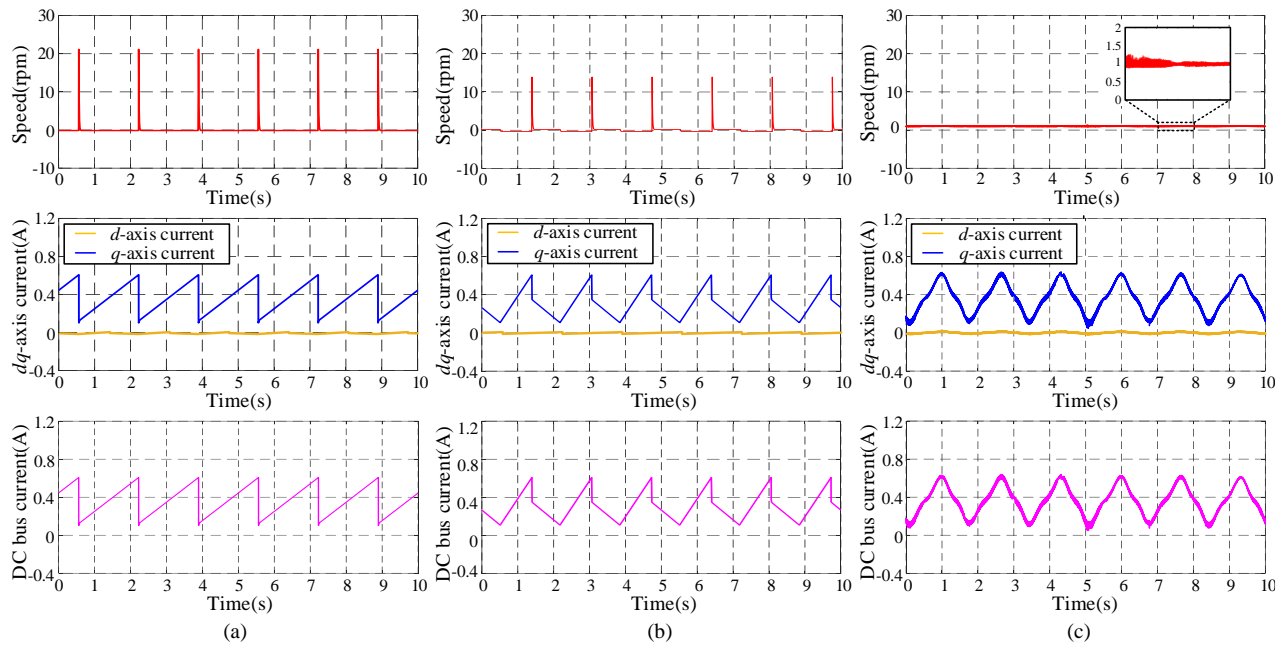 Speed(rpm)
30
20
10
0
-10
0 1 2 3 4 5 6 7 8 9 10
Time(s)
dq-axis current(A)
1.2
0.8
0.4
0
-0.4
d-axis current
q-axis current
0 1 2 3 4 5 6 7 8 9 10
Time(s)
DC bus current(A)
1.2
0.8
0.4
0
-0.4
0 1 2 3 4 5 6 7 8 9 10
Time(s)
(a)
Speed(rpm)
30
20
10
0
-10
0 1 2 3 4 5 6 7 8 9 10
Time(s)
dq-axis current(A)
1.2
0.8
0.4
0
-0.4
d-axis current
q-axis current
0 1 2 3 4 5 6 7 8 9 10
Time(s)
DC bus current(A)
1.2
0.8
0.4
0
-0.4
0 1 2 3 4 5 6 7 8 9 10
Time(s)
(b)
Speed(rpm)
30
20
10
0
-10
2
1.5
1
0.5
0
0 1 2 3 4 5 6 7 8 9 10
Time(s)
dq-axis current(A)
1.2
0.8
0.4
0
-0.4
d-axis current
q-axis current
0 1 2 3 4 5 6 7 8 9 10
Time(s)
DC bus current(A)
1.2
0.8
0.4
0
-0.4
0 1 2 3 4 5 6 7 8 9 10
Time(s)
(c)